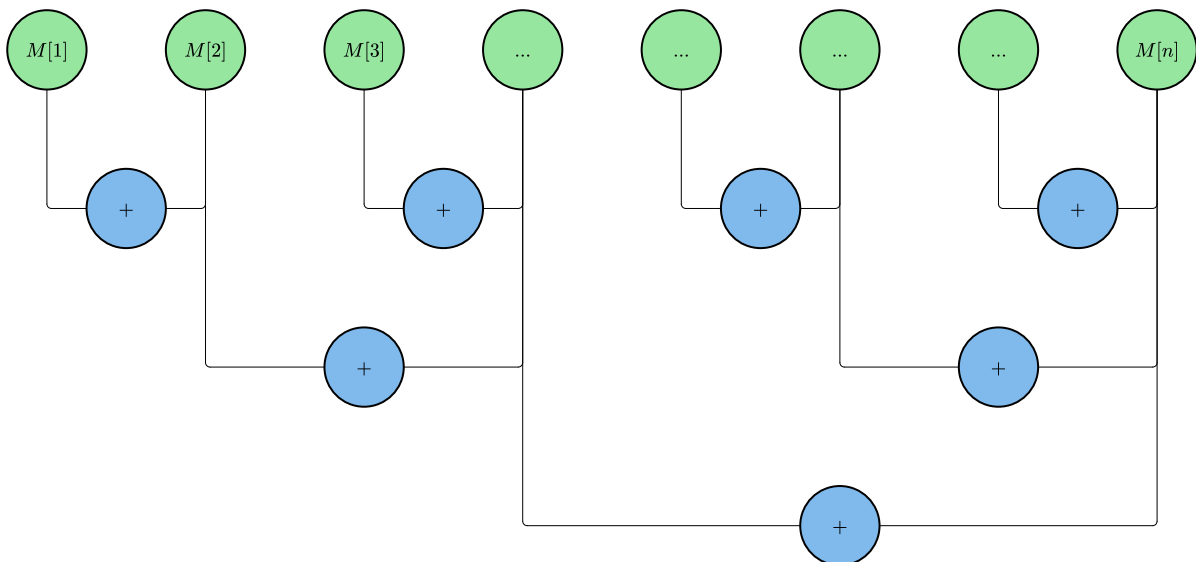 M[1] M[2] M[3] ... ... ... ... M[n]
+ + + +
+ +
+